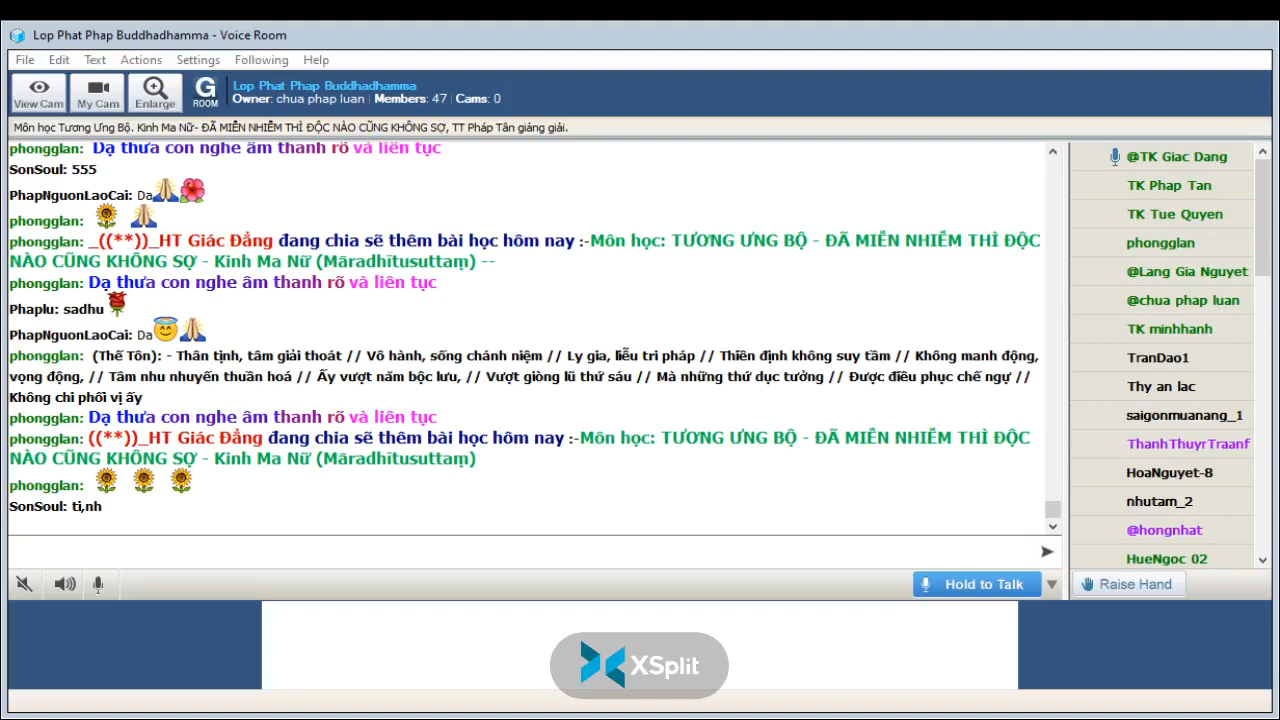 Lop Phat Phap Buddhadhamma - Voice Room
File Edit Text Actions Settings Following Help
View Cam My Cam Enlarge G ROOM
Lop Phat Phap Buddhadhamma
Owner: chua phap luan | Members: 47 | Cams: 0
Môn học Tương Ưng Bộ. Kinh Ma Nữ- ĐÃ MIỄN NHIỄM THÌ ĐỘC NÀO CŨNG KHÔNG SỢ, TT Pháp Tân giảng giải.
phongglan: Dạ thưa con nghe âm thanh rõ và liên tục
SonSoul: 555
PhapNguonLaoCai: Da
phongglan:
phongglan: _((**))_HT Giác Đẳng đang chia sẽ thêm bài học hôm nay :-Môn học: TƯƠNG ƯNG BỘ - ĐÃ MIỄN NHIỄM THÌ ĐỘC
NÀO CŨNG KHÔNG SỢ - Kinh Ma Nữ (Māradhītusuttaṃ) --
phongglan: Dạ thưa con nghe âm thanh rõ và liên tục
Phaplu: sadhu
PhapNguonLaoCai: Da
phongglan: (Thế Tôn): - Thân tịnh, tâm giải thoát // Vô hành, sống chánh niệm // Ly gia, liễu tri pháp // Thiền định không suy tầm // Không manh động,
vọng động, // Tâm nhu nhuyến thuần hoá // Ấy vượt năm bộc lưu, // Vượt giòng lũ thứ sáu // Mà những thứ dục tưởng // Được điều phục chế ngự //
Không chi phối vị ấy
phongglan: Dạ thưa con nghe âm thanh rõ và liên tục
phongglan: ((**))_HT Giác Đẳng đang chia sẽ thêm bài học hôm nay :-Môn học: TƯƠNG ƯNG BỘ - ĐÃ MIỄN NHIỄM THÌ ĐỘC
NÀO CŨNG KHÔNG SỢ - Kinh Ma Nữ (Māradhītusuttaṃ)
phongglan:
SonSoul: ti,nh
@TK Giac Dang
TK Phap Tan
TK Tue Quyen
phongglan
@Lang Gia Nguyet
@chua phap luan
TK minhhanh
TranDao1
Thy an lac
saigonmuanang_1
ThanhThuyrTraanf
HoaNguyet-8
nhutam_2
@hongnhat
HueNgoc 02
Hold to Talk
Raise Hand
XSplit